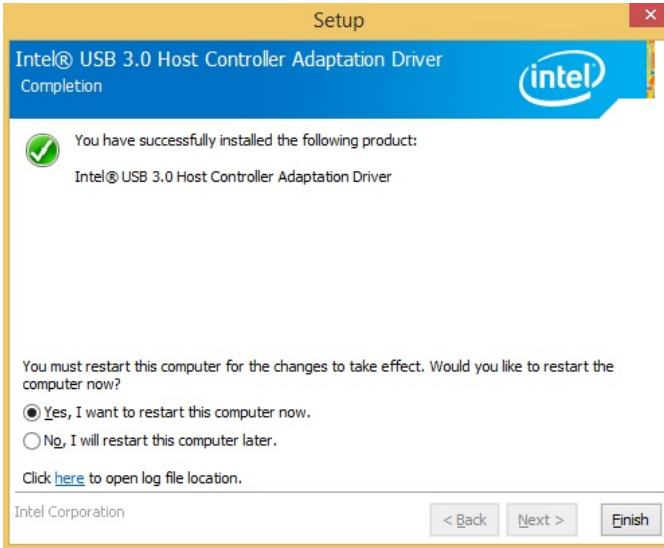 Setup
Intel® USB 3.0 Host Controller Adaptation Driver
Completion
intel
You have successfully installed the following product:
Intel® USB 3.0 Host Controller Adaptation Driver
You must restart this computer for the changes to take effect. Would you like to restart the
computer now?
Yes, I want to restart this computer now.
No, I will restart this computer later.
Click here to open log file location.
Intel Corporation
< Back Next > Finish